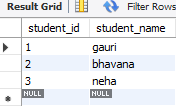 Result Grid Filter Rows
student_id student_name
1 gauri
2 bhavana
3 neha
NULL NULL